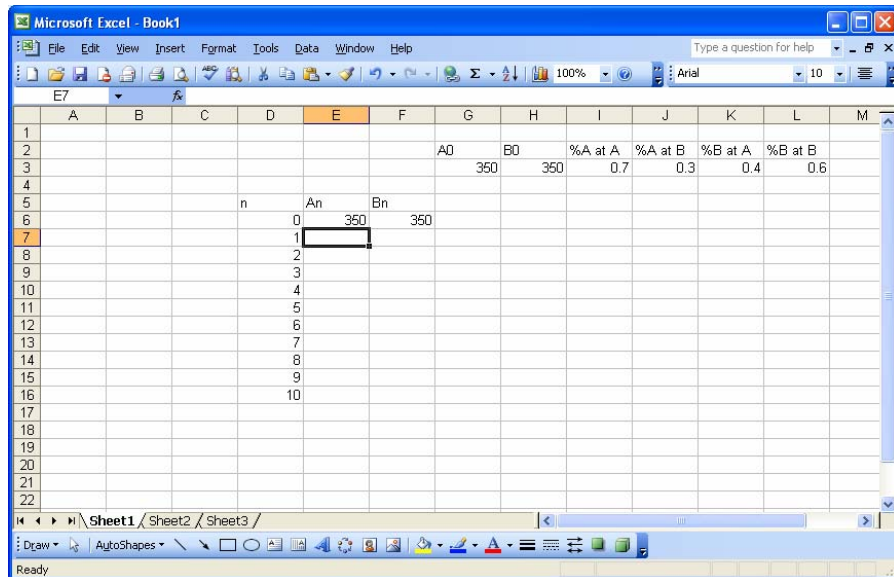 Microsoft Excel - Book1
File Edit View Insert Format Tools Data Window Help Type a question for help
100% Arial 10
E7 fx
A B C D E F G H I J K L M
1
2 A0 B0 %A at A %A at B %B at A %B at B
3 350 350 0.7 0.3 0.4 0.6
4
5 n An Bn
6 0 350 350
7 1
8 2
9 3
10 4
11 5
12 6
13 7
14 8
15 9
16 10
17
18
19
20
21
22
Sheet1 / Sheet2 / Sheet3 /
Draw AutoShapes
Ready